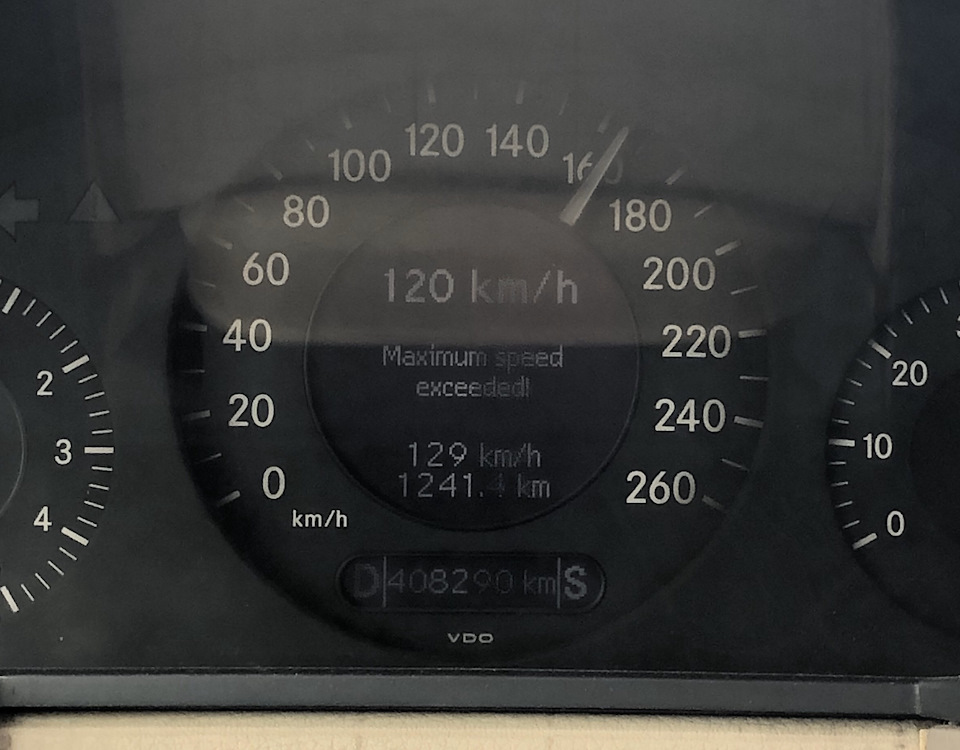 120 140
100 160
80 180
60 200
120 km/h
40 220
Maximum speed
exceeded!
2 20
20 240
3 10
129 km/h
1241.4 km
0 260
4 0
km/h
D 408290 km S
VDO